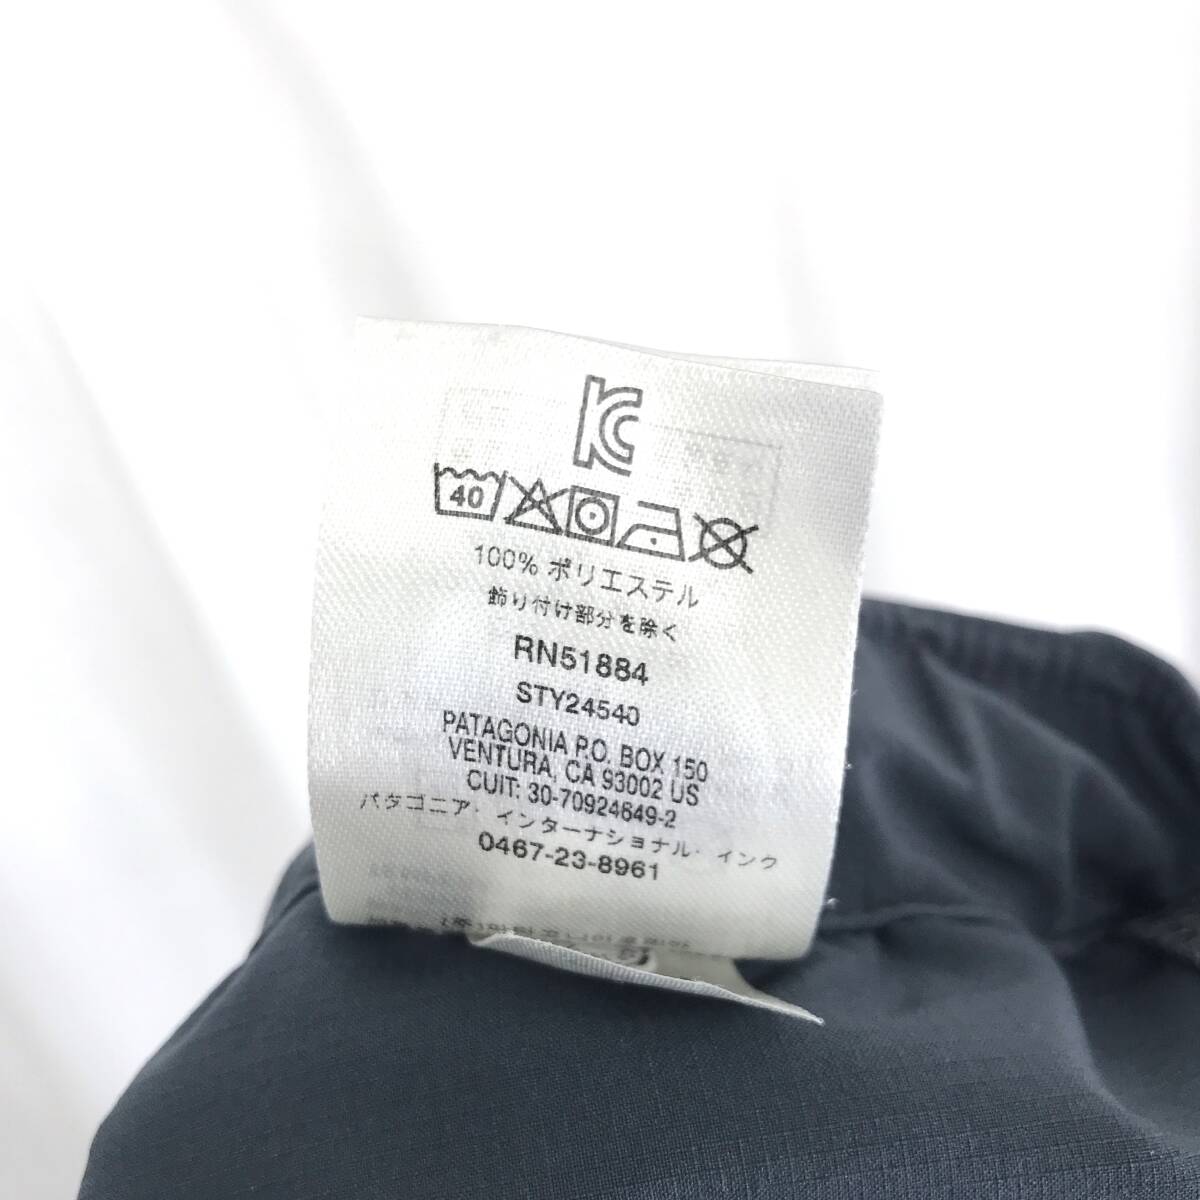 KC
40
100% ポリエステル
飾り付け部分を除く
RN51884
STY24540
PATAGONIA P.O. BOX 150
VENTURA, CA 93002 US
CUIT: 30-70924649-2
パタゴニア・インターナショナル・インク
0467-23-8961